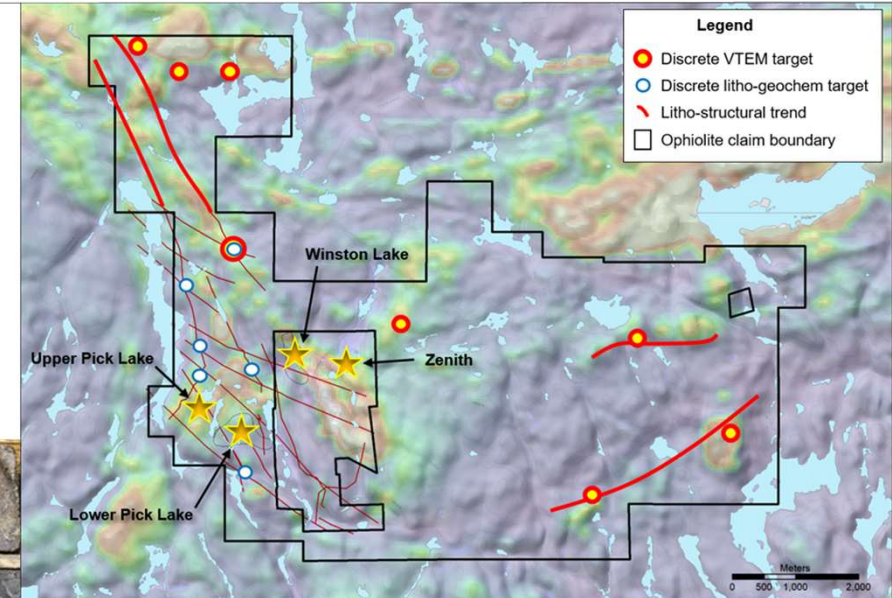 Legend
Discrete VTEM target
Discrete litho-geochem target
Litho-structural trend
Ophiolite claim boundary
Winston Lake
Upper Pick Lake
Zenith
Lower Pick Lake
Meters
0 500 1,000 2,000